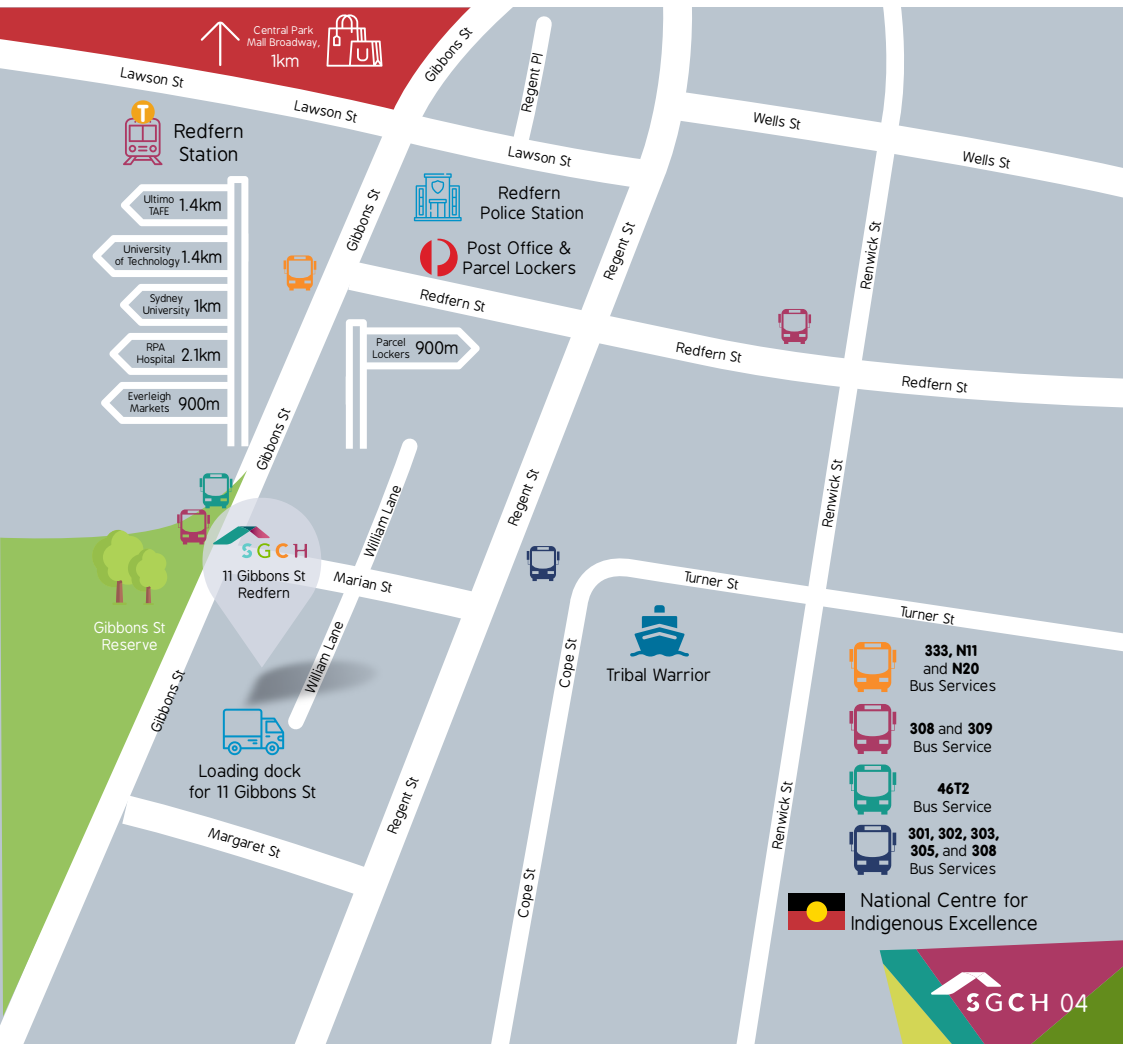 Central Park
Mall Broadway,
1km
U
Gibbons St
Regent Pl
Lawson St
Lawson St
Lawson St
Wells St
Wells St
T
Redfern
Station
Ultimo
TAFE 1.4km
University
of Technology 1.4km
Sydney
University 1km
RPA
Hospital 2.1km
Everleigh
Markets 900m
Gibbons St
Redfern
Police Station
Post Office &
Parcel Lockers
Regent St
Renwick St
Redfern St
Redfern St
Redfern St
Parcel
Lockers 900m
Gibbons St
Regent St
Renwick St
William Lane
SGCH
11 Gibbons St
Redfern
Marian St
Turner St
Turner St
Gibbons St
Reserve
William Lane
Cope St
Tribal Warrior
Gibbons St
Loading dock
for 11 Gibbons St
Regent St
Renwick St
Margaret St
Cope St
333, N11
and N20
Bus Services
308 and 309
Bus Service
46T2
Bus Service
301, 302, 303,
305, and 308
Bus Services
National Centre for
Indigenous Excellence
SGCH 04